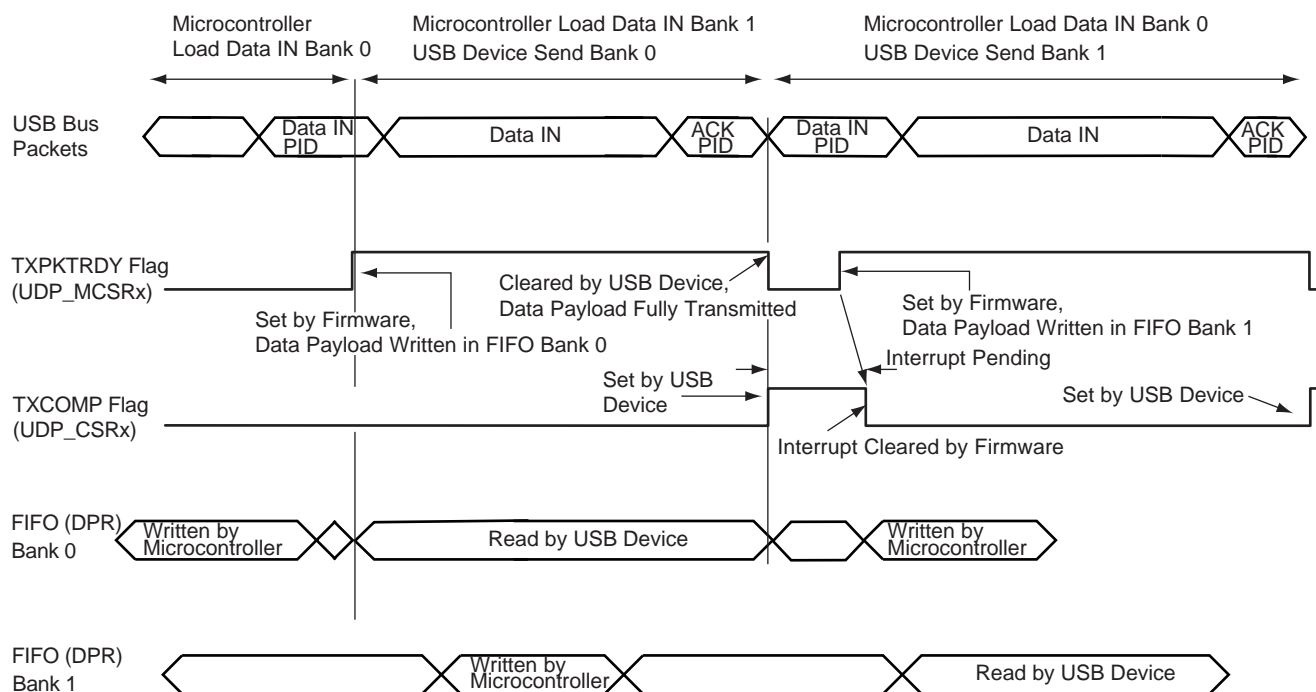 Microcontroller
Load Data IN Bank 0
Microcontroller Load Data IN Bank 1
USB Device Send Bank 0
Microcontroller Load Data IN Bank 0
USB Device Send Bank 1
USB Bus
Packets
Data IN
PID
Data IN
ACK
PID
Data IN
PID
Data IN
ACK
PID
TXPKTRDY Flag
(UDP_MCSRx)
Set by Firmware,
Data Payload Written in FIFO Bank 0
Cleared by USB Device,
Data Payload Fully Transmitted
Set by Firmware,
Data Payload Written in FIFO Bank 1
Interrupt Pending
TXCOMP Flag
(UDP_CSRx)
Set by USB
Device
Set by USB Device
Interrupt Cleared by Firmware
FIFO (DPR)
Bank 0
Written by
Microcontroller
Read by USB Device
Written by
Microcontroller
FIFO (DPR)
Bank 1
Written by
Microcontroller
Read by USB Device